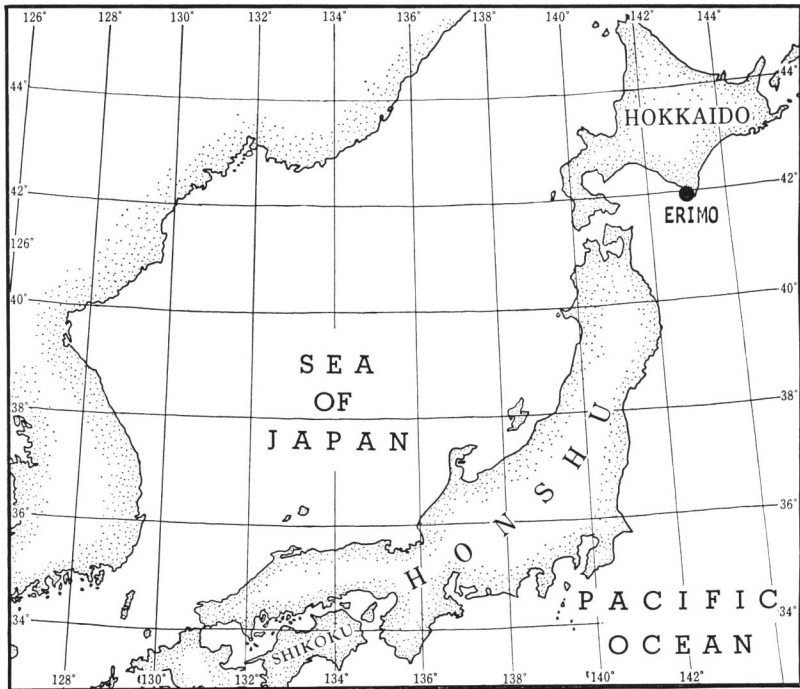 126° 128° 130° 132° 134° 136° 140° 142° 144°
44° 44°
HOKKAIDO
42° 42°
ERIMO
126°
40° 40°
SEA
OF
JAPAN
38° 38°
HONSHU
36° 36°
PACIFIC
OCEAN
34° 34°
SHIKOKU
128° 130° 132° 134° 136° 138° 140° 142°